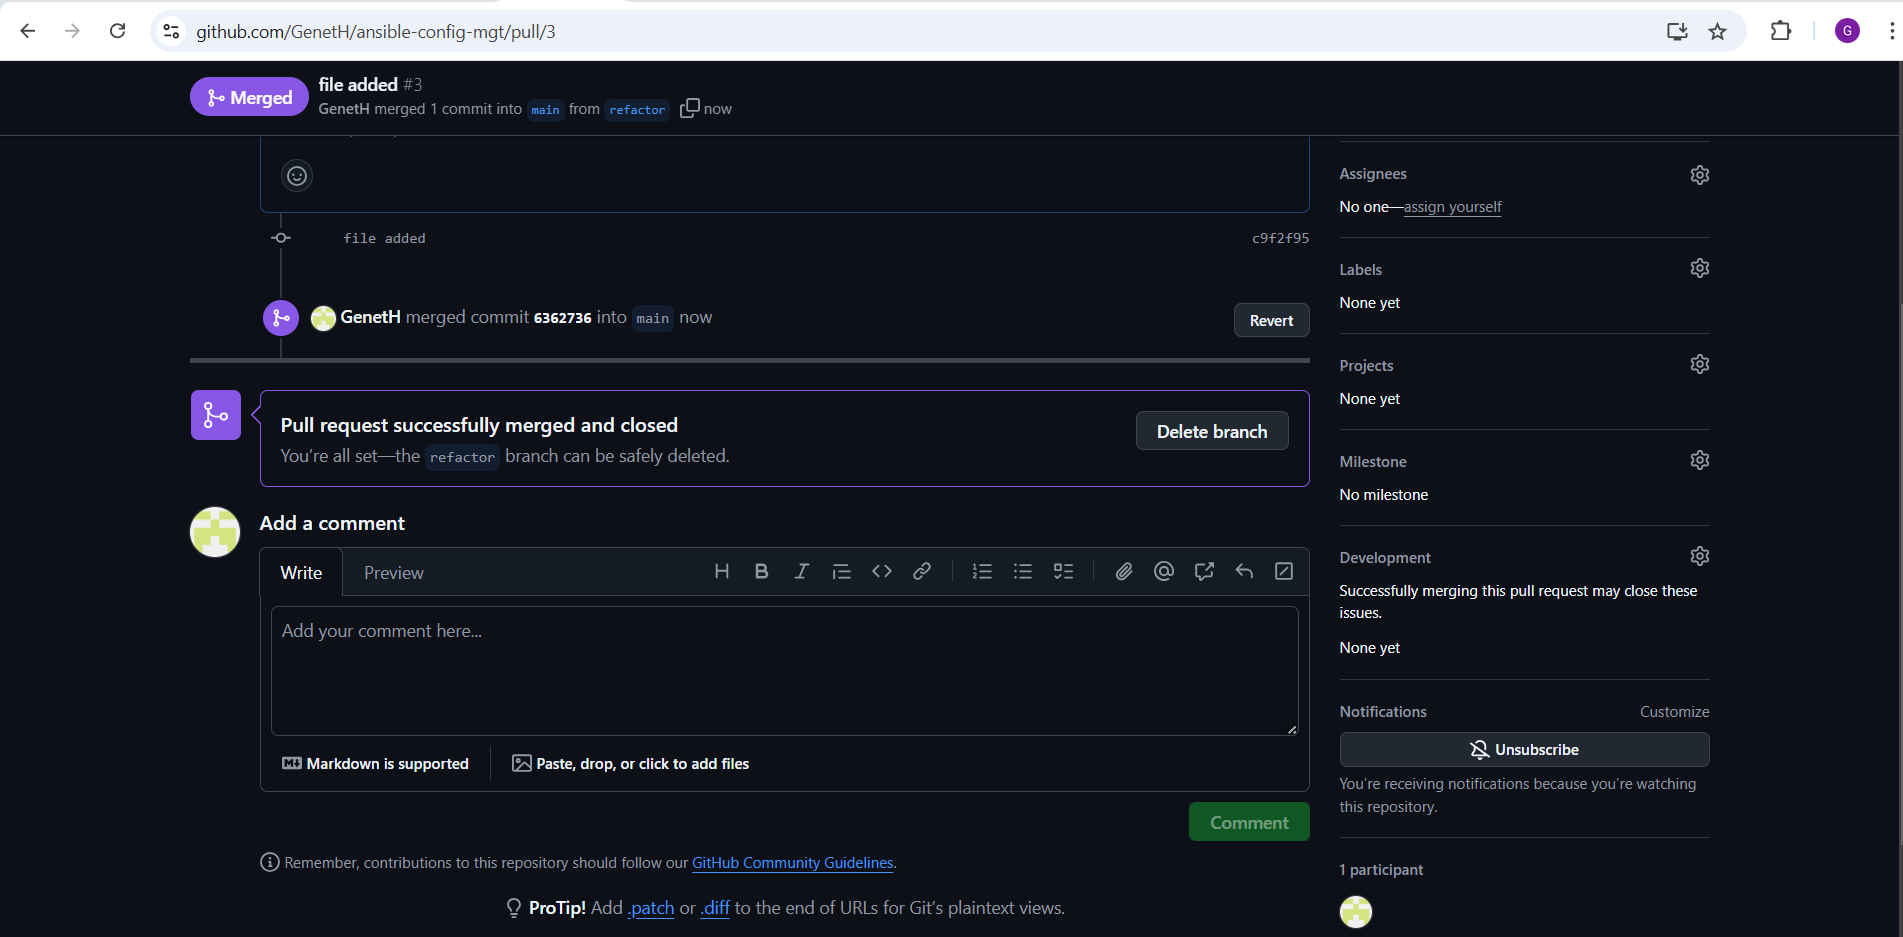 github.com/GenetH/ansible-config-mgt/pull/3
G
Merged
file added #3
GenetH merged 1 commit into main from refactor now
file added c9f2f95
GenetH merged commit 6362736 into main now
Revert
Pull request successfully merged and closed
You're all set—the refactor branch can be safely deleted.
Delete branch
Add a comment
Write Preview
Add your comment here...
Markdown is supported
Paste, drop, or click to add files
Comment
Remember, contributions to this repository should follow our GitHub Community Guidelines.
ProTip! Add .patch or .diff to the end of URLs for Git's plaintext views.
Assignees
No one—assign yourself
Labels
None yet
Projects
None yet
Milestone
No milestone
Development
Successfully merging this pull request may close these
issues.
None yet
Notifications Customize
Unsubscribe
You're receiving notifications because you're watching
this repository.
1 participant